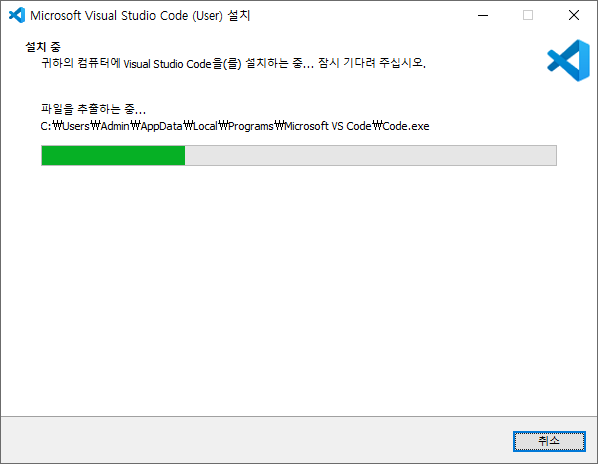 Microsoft Visual Studio Code (User) 설치
설치 중
귀하의 컴퓨터에 Visual Studio Code을(를) 설치하는 중... 잠시 기다려 주십시오.
파일을 추출하는 중...
C:₩Users₩Admin₩AppData₩Local₩Programs₩Microsoft VS Code₩Code.exe
취소